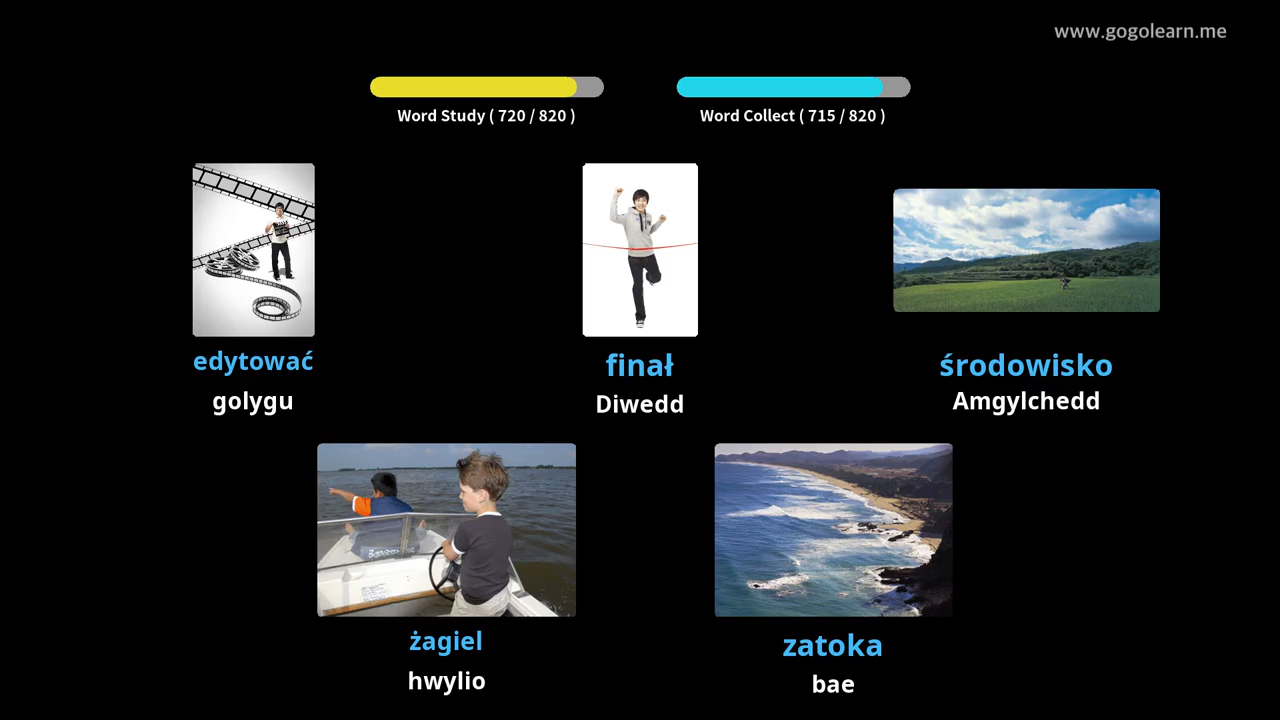 www.gogolearn.me
Word Study ( 720 / 820 )
Word Collect ( 715 / 820 )
edytować
golygu
finał
Diwedd
środowisko
Amgylchedd
żagiel
hwylio
zatoka
bae